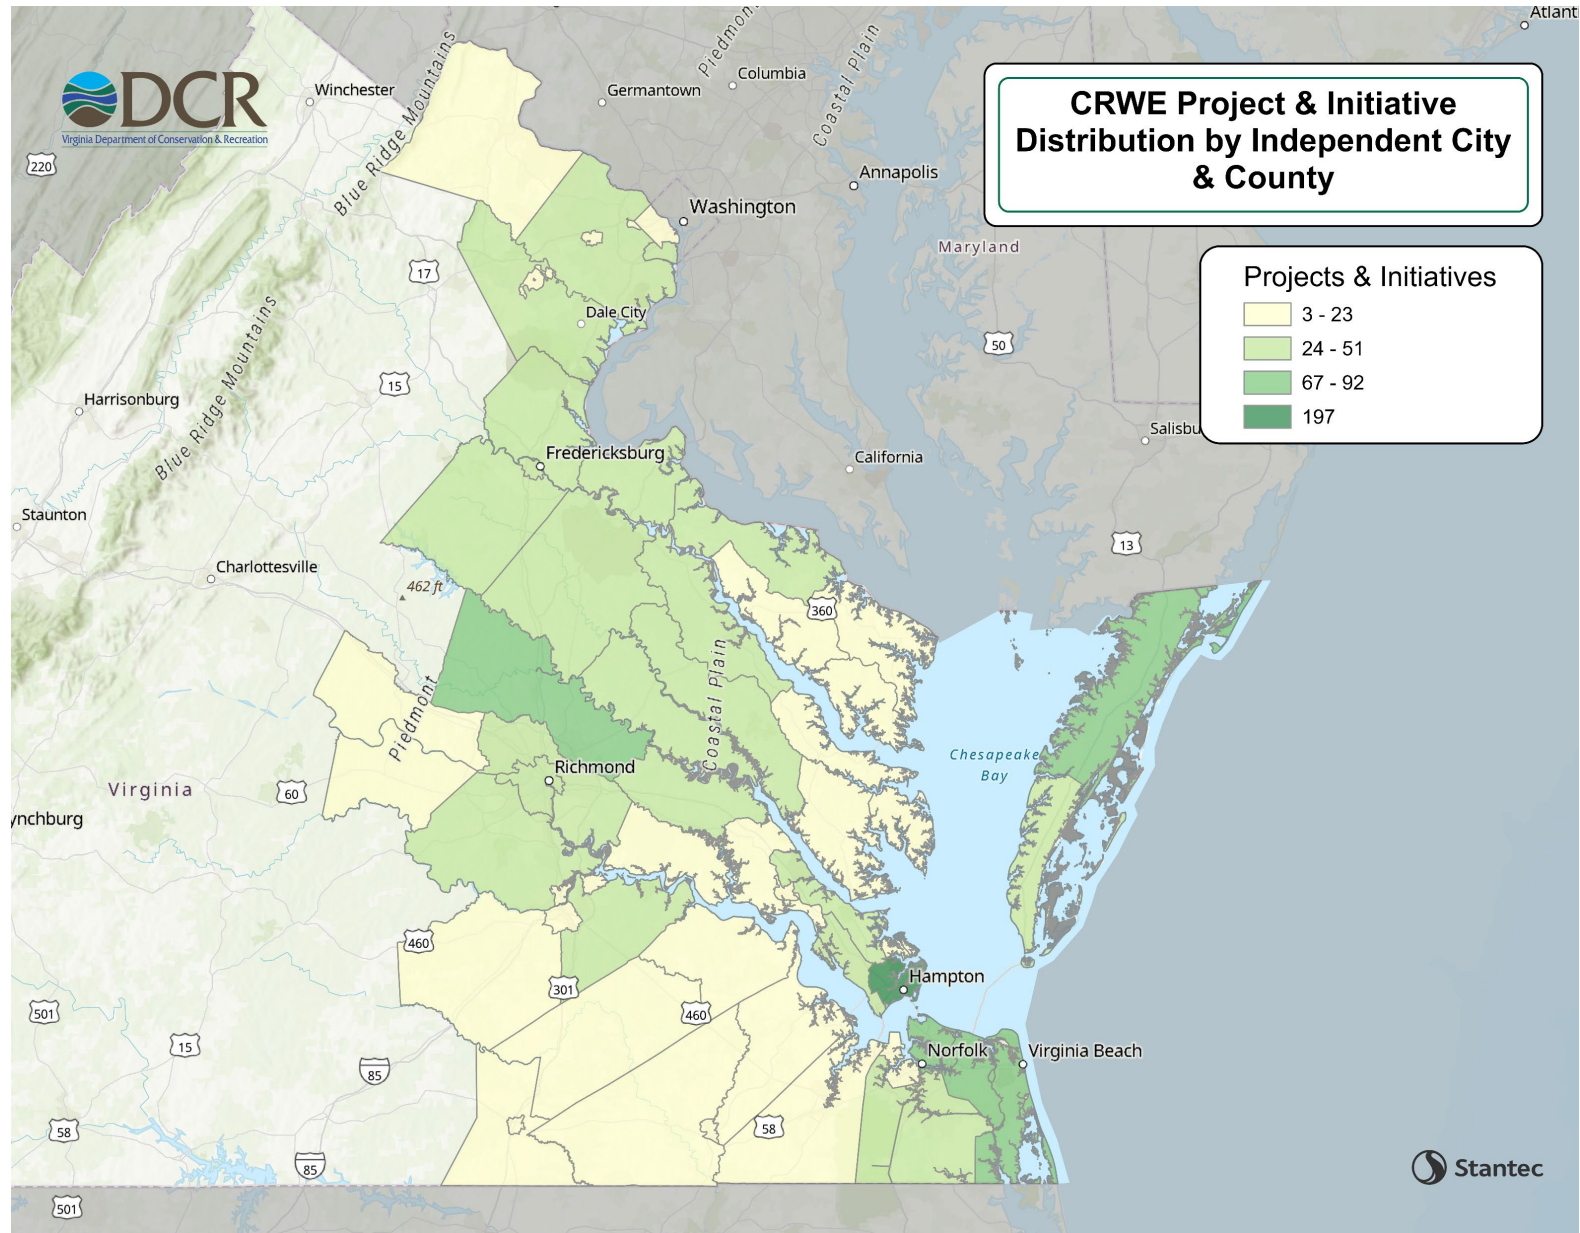 Atlant
Piedmont
Coastal Plain
Columbia
Germantown
Winchester
DCR
Virginia Department of Conservation & Recreation
Blue Ridge Mountains
CRWE Project & Initiative
Distribution by Independent City
& County
220
Annapolis
Washington
Maryland
17
Projects & Initiatives
3 - 23
24 - 51
67 - 92
197
Dale City
50
15
Harrisonburg
Blue Ridge Mountains
Salisbu
Fredericksburg
California
Staunton
13
Charlottesville
462 ft
360
Coastal Plain
Piedmont
Chesapeake
Bay
Richmond
Virginia
60
ynchburg
460
Hampton
301
460
501
15
Norfolk
Virginia Beach
85
58
58
85
Stantec
501